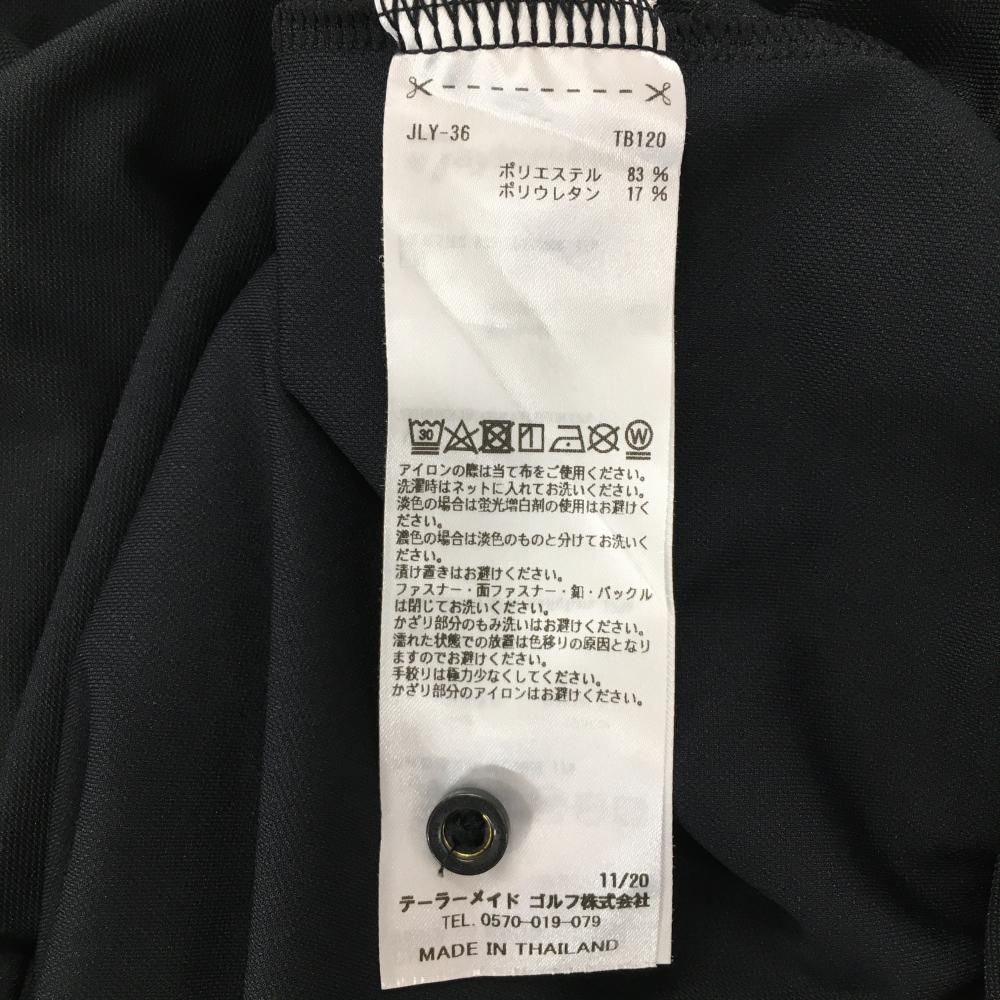 JLY-36 TB120
ポリエステル 83 %
ポリウレタン 17 %
30 W
アイロンの際は当て布をご使用ください。
洗濯時はネットに入れてお洗いください。
淡色の場合は蛍光増白剤の使用はお避けく
ださい。
濃色の場合は淡色のものと分けてお洗いく
ださい。
漬け置きはお避けください。
ファスナー・面ファスナー・釦・バックル
は閉じてお洗いください。
かざり部分のもみ洗いはお避けください。
濡れた状態での放置は色移りの原因となり
ますのでお避けください。
手絞りは極力少なくしてください。
かざり部分のアイロンはお避けください。
11/20
テーラーメイド ゴルフ株式会社
TEL. 0570-019-079
MADE IN THAILAND